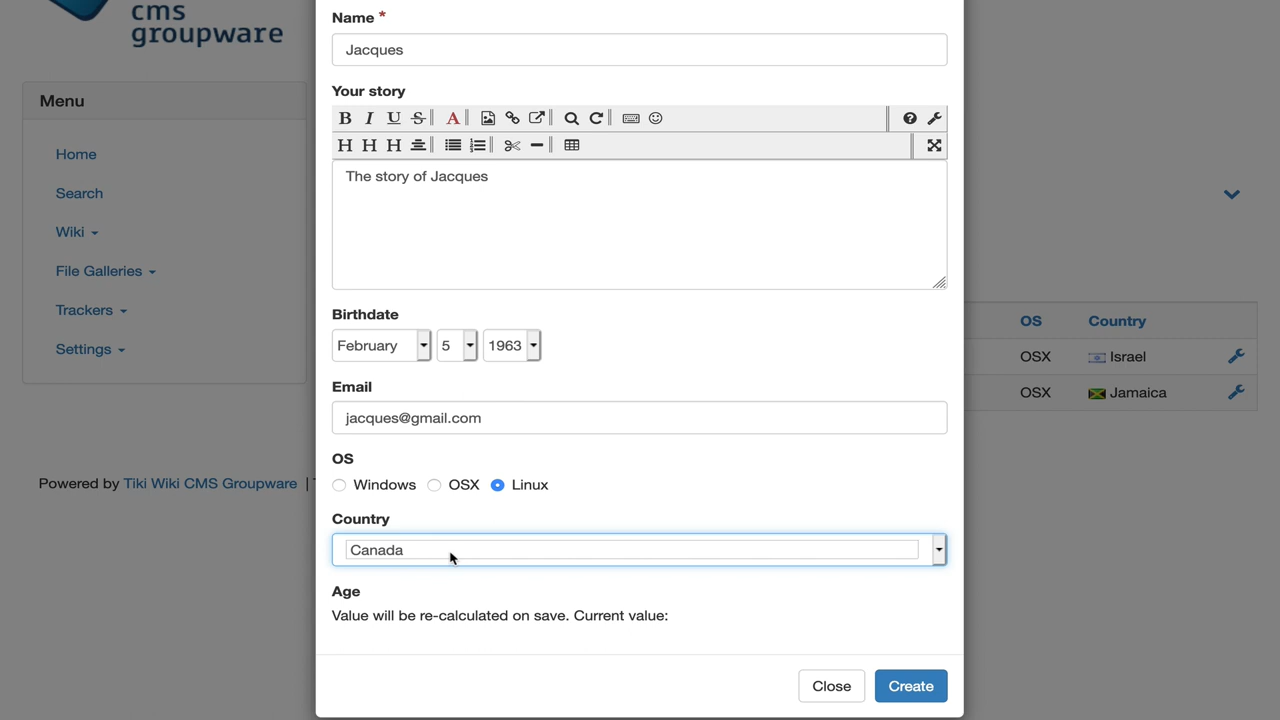 cms
groupware
Menu
Home
Search
Wiki
File Galleries
Trackers
Settings
Powered by Tiki Wiki CMS Groupware |
Name *
Jacques
Your story
B I U S A
H H H
The story of Jacques
Birthdate
February 5 1963
Email
jacques@gmail.com
OS
Windows OSX Linux
Country
Canada
Age
Value will be re-calculated on save. Current value:
Close Create
OS Country
OSX Israel
OSX Jamaica